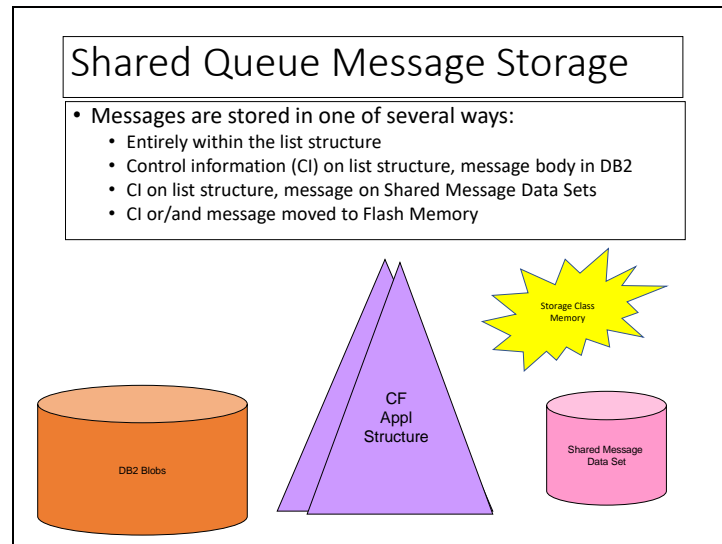 Shared Queue Message Storage
• Messages are stored in one of several ways:
• Entirely within the list structure
• Control information (CI) on list structure, message body in DB2
• CI on list structure, message on Shared Message Data Sets
• CI or/and message moved to Flash Memory
Storage Class
Memory
CF
Appl
Structure
DB2 Blobs
Shared Message
Data Set